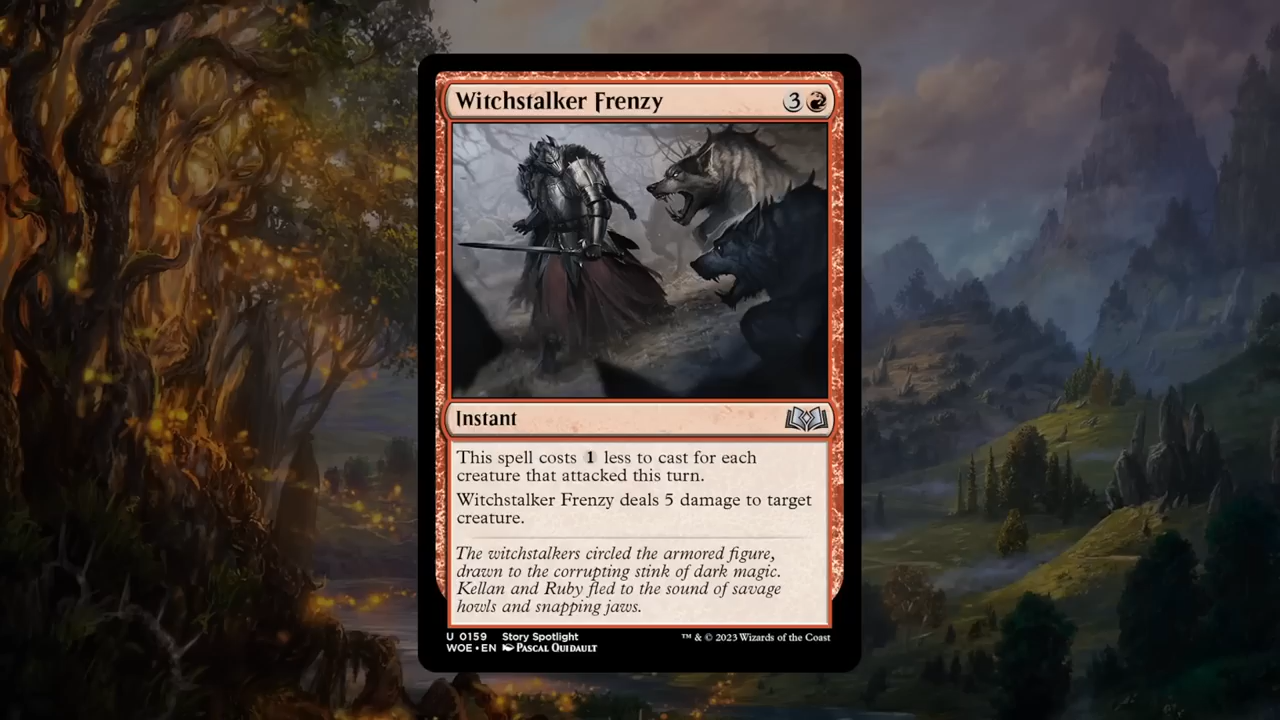 Witchstalker Frenzy 3
Instant
This spell costs 1 less to cast for each
creature that attacked this turn.
Witchstalker Frenzy deals 5 damage to target
creature.
The witchstalkers circled the armored figure,
drawn to the corrupting stink of dark magic.
Kellan and Ruby fled to the sound of savage
howls and snapping jaws.
U 0159 Story Spotlight ™ & © 2023 Wizards of the Coast
WOE • EN Pascal Quidault